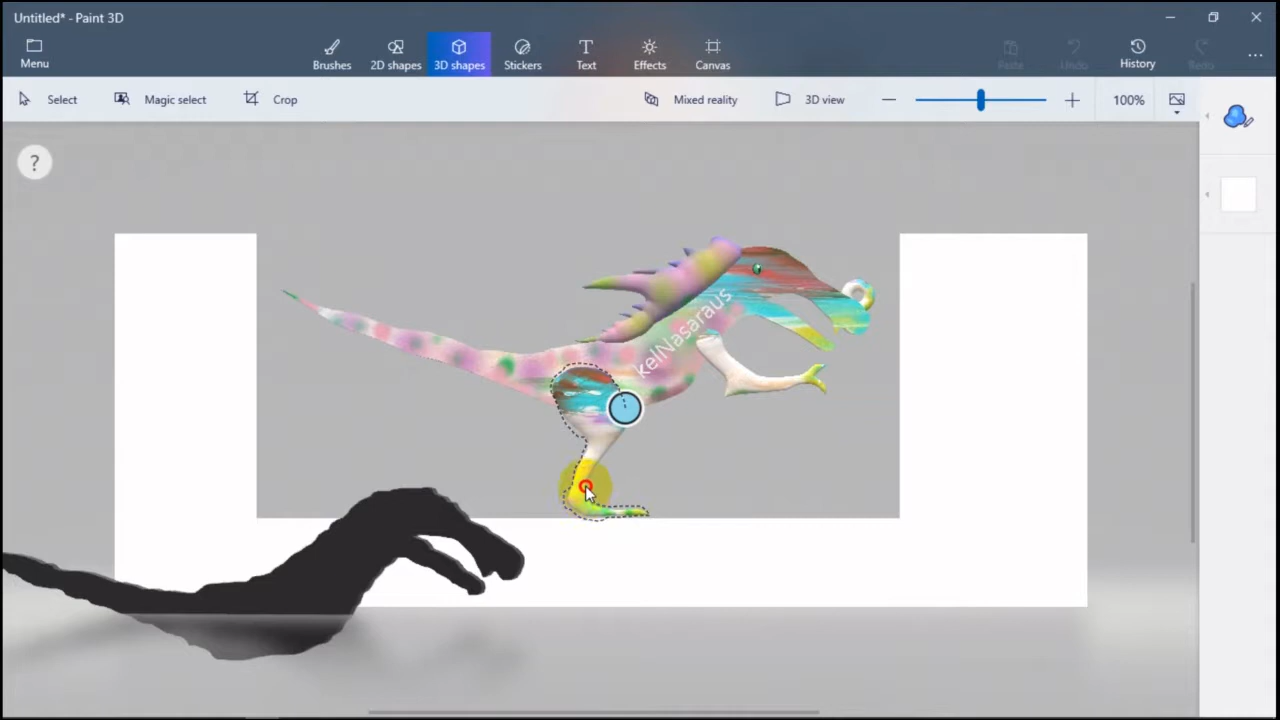 Untitled* - Paint 3D
Menu
Brushes
2D shapes
3D shapes
Stickers
Text
Effects
Canvas
Paste
Undo
History
Redo
Select
Magic select
Crop
Mixed reality
3D view
100%
?
kelNasaraus